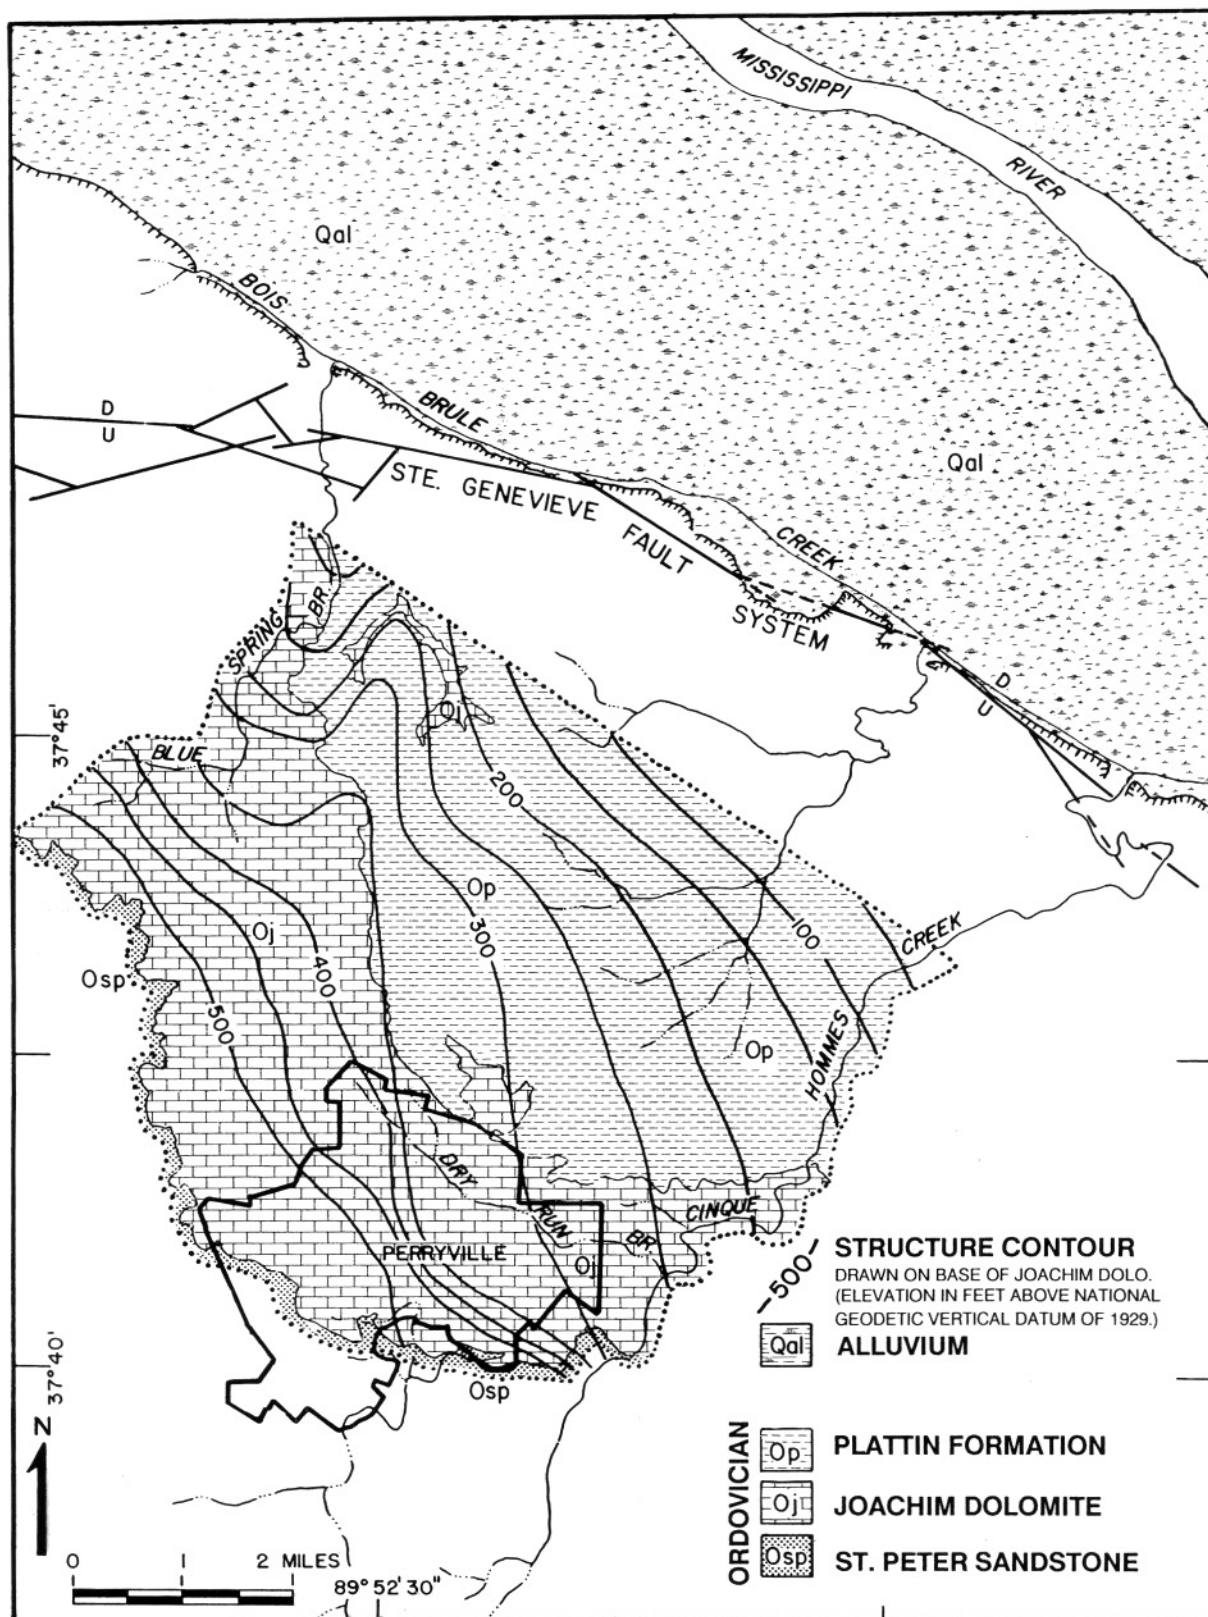 MISSISSIPPI
RIVER
Qal
BOIS
BRULE
CREEK
Qal
D
U
STE. GENEVIEVE
FAULT
SYSTEM
D
U
SPRING
BR.
BLUE
37°45'
Oj
200
Op
300
100
CREEK
Oj
400
Osp
500
Op
HOMMES
DRY
RUN
BR.
CINQUE
PERRYVILLE
Oj
Osp
37°40'
-500-
STRUCTURE CONTOUR
DRAWN ON BASE OF JOACHIM DOLO.
(ELEVATION IN FEET ABOVE NATIONAL
GEODETIC VERTICAL DATUM OF 1929.)
Qal ALLUVIUM
ORDOVICIAN
Op PLATTIN FORMATION
Oj JOACHIM DOLOMITE
Osp ST. PETER SANDSTONE
N
0 1 2 MILES
89°52'30"